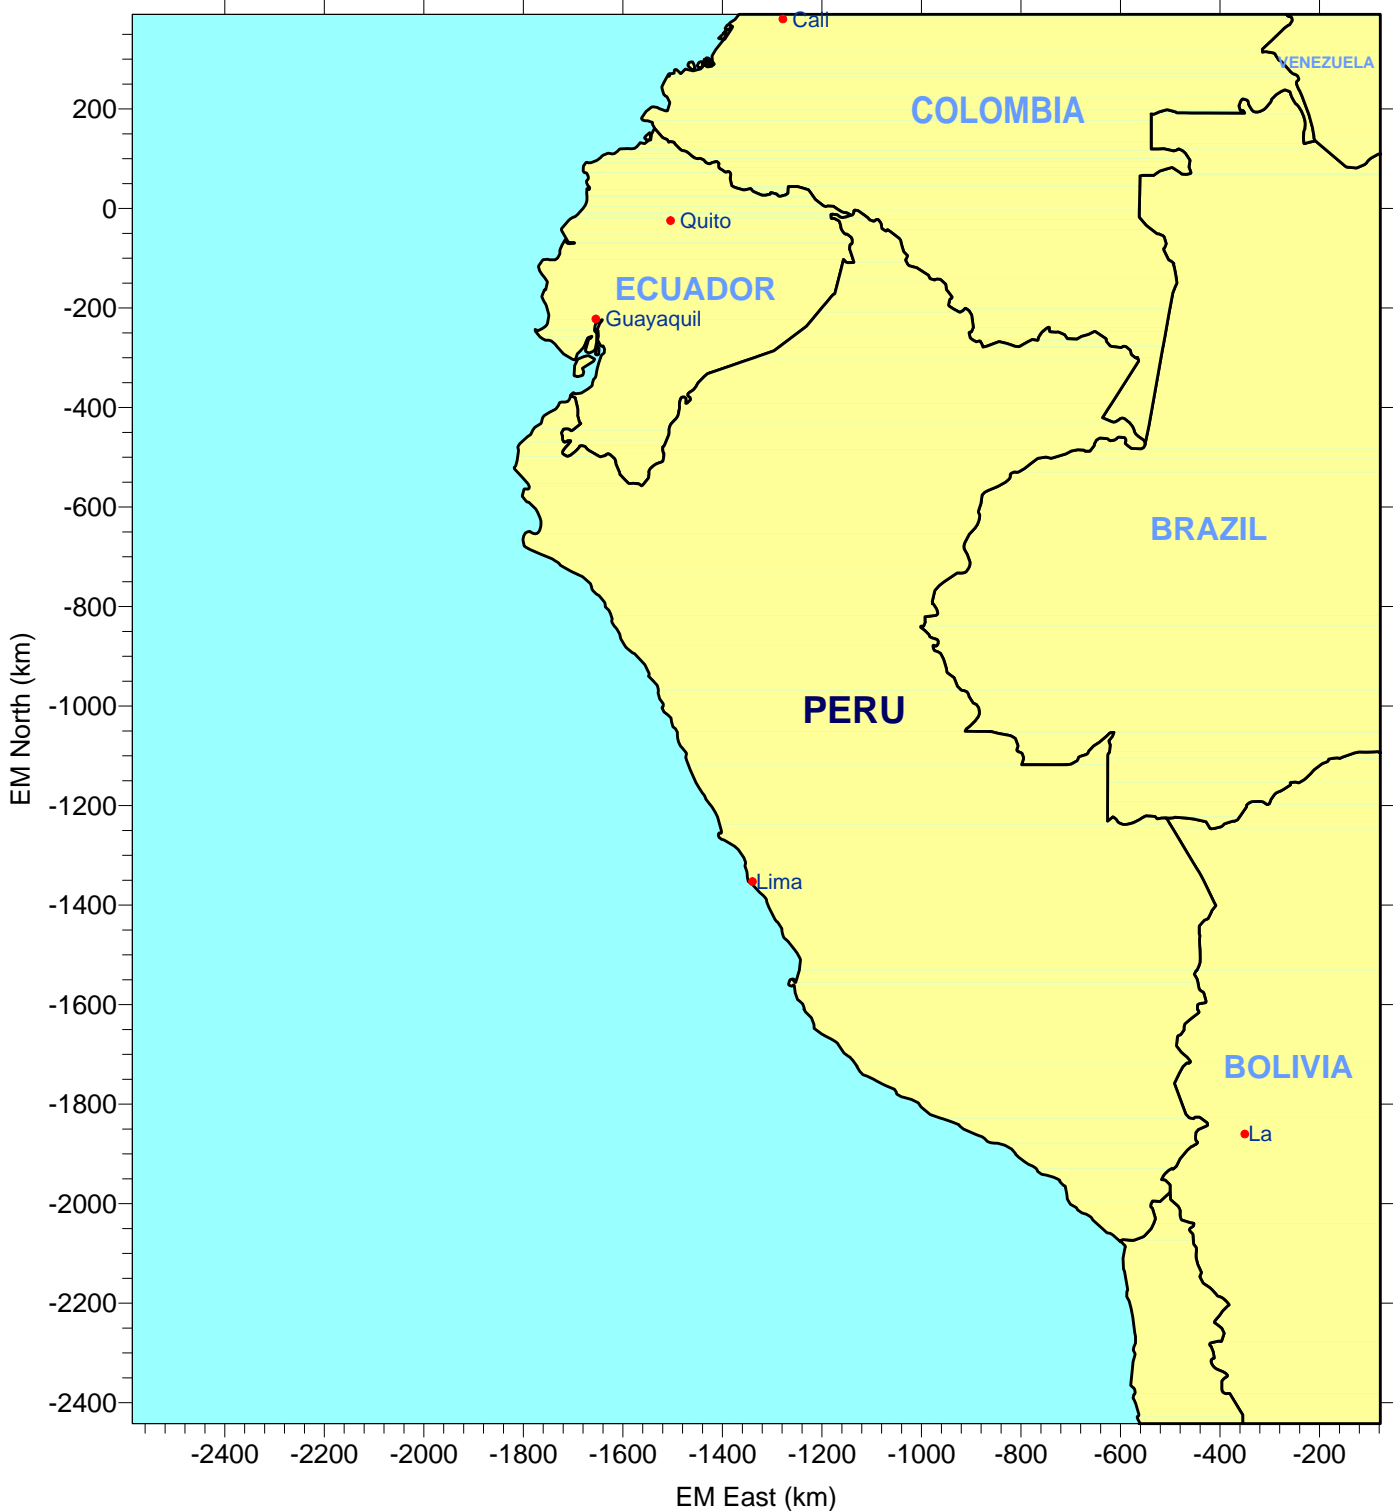 Cali
VENEZUELA
COLOMBIA
200
0
Quito
ECUADOR
-200
Guayaquil
-400
BRAZIL
-600
-800
EM North (km)
PERU
-1000
-1200
Lima
-1400
-1600
BOLIVIA
-1800
La
-2000
-2200
-2400
-2400 -2200 -2000 -1800 -1600 -1400 -1200 -1000 -800 -600 -400 -200
EM East (km)